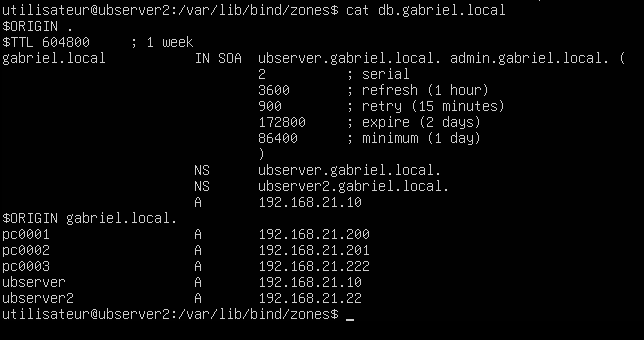 utilisateur@ubserver2:/var/lib/bind/zones$ cat db.gabriel.local
$ORIGIN .
$TTL 604800     ; 1 week
gabriel.local           IN SOA  ubserver.gabriel.local. admin.gabriel.local. (
                                2          ; serial
                                3600       ; refresh (1 hour)
                                900        ; retry (15 minutes)
                                172800     ; expire (2 days)
                                86400      ; minimum (1 day)
                                )
                        NS      ubserver.gabriel.local.
                        NS      ubserver2.gabriel.local.
                        A       192.168.21.10
$ORIGIN gabriel.local.
pc0001                  A       192.168.21.200
pc0002                  A       192.168.21.201
pc0003                  A       192.168.21.222
ubserver                A       192.168.21.10
ubserver2               A       192.168.21.22
utilisateur@ubserver2:/var/lib/bind/zones$ _